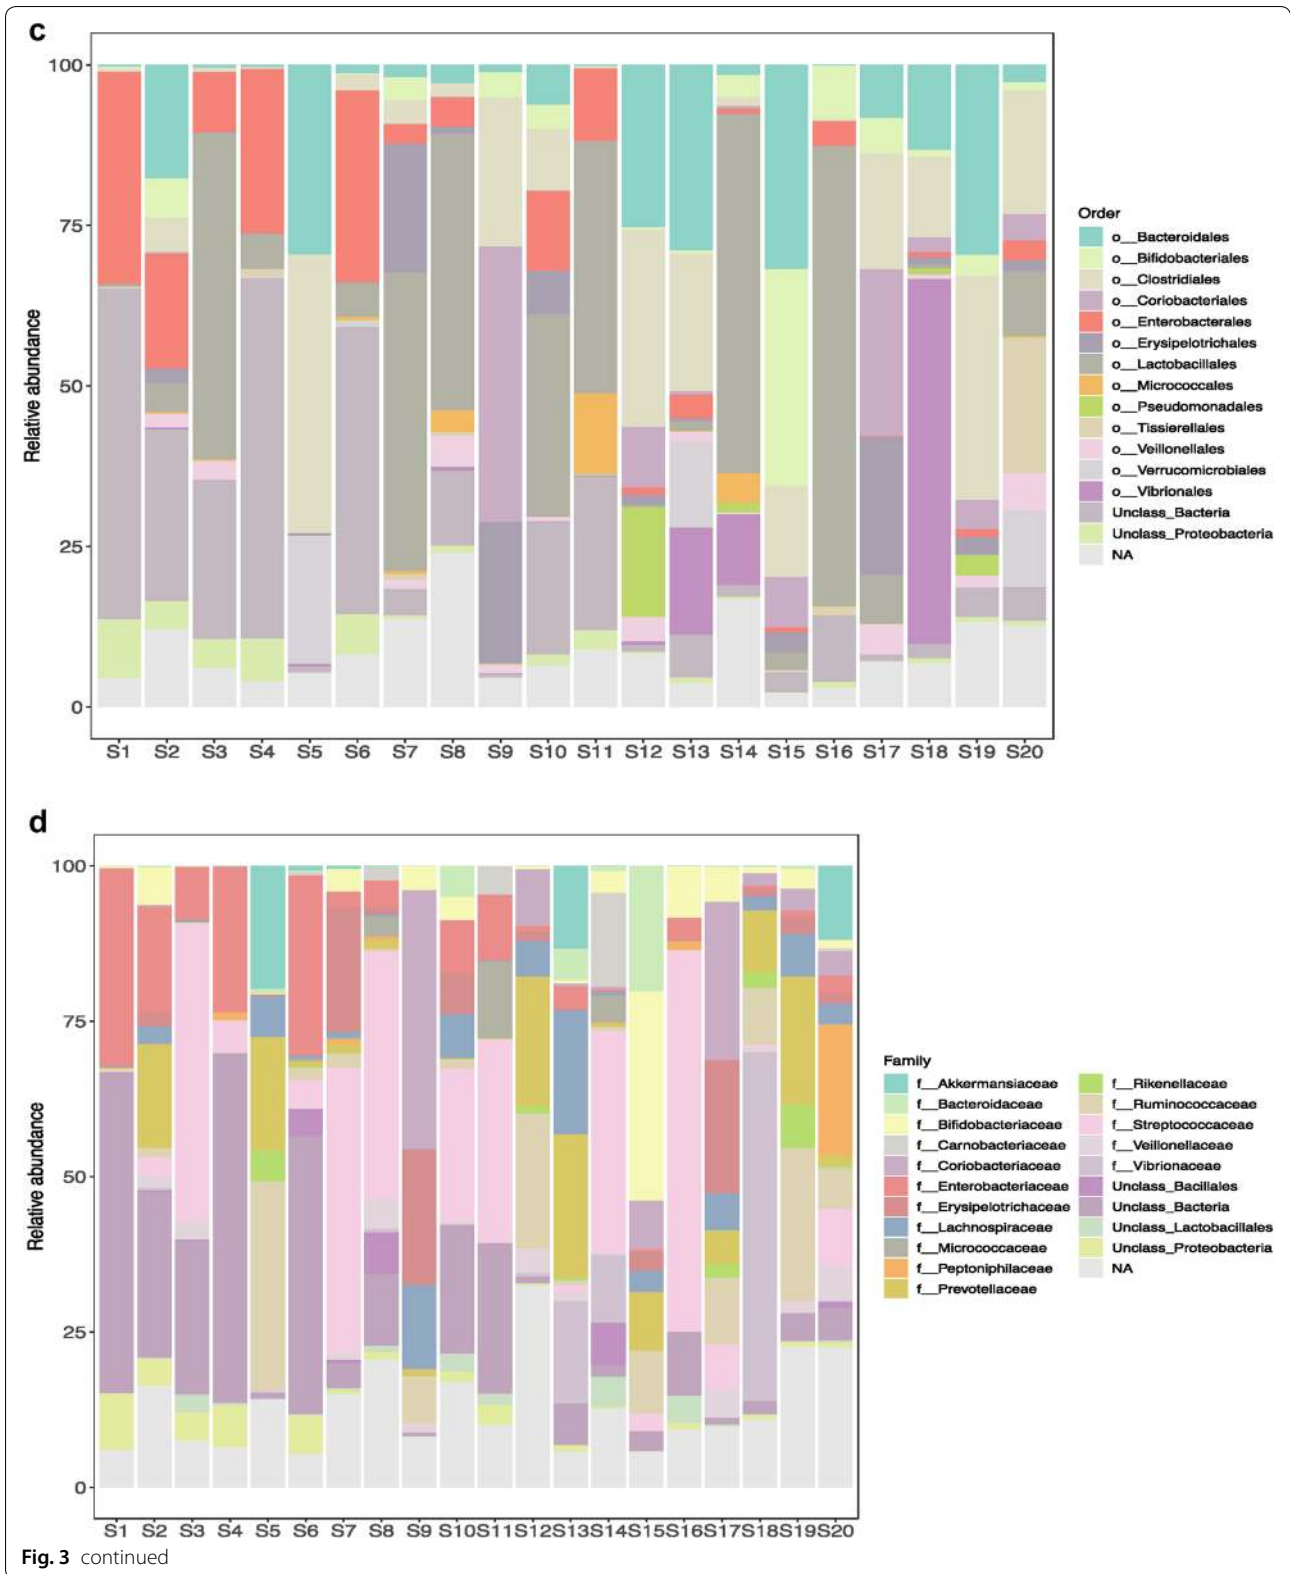 c
100
75
50
25
0
Relative abundance
S1 S2 S3 S4 S5 S6 S7 S8 S9 S10 S11 S12 S13 S14 S15 S16 S17 S18 S19 S20
Order
o__Bacteroidales
o__Bifidobacteriales
o__Clostridiales
o__Coriobacteriales
o__Enterobacterales
o__Erysipelotrichales
o__Lactobacillales
o__Micrococcales
o__Pseudomonadales
o__Tissierellales
o__Veillonellales
o__Verrucomicrobiales
o__Vibrionales
Unclass_Bacteria
Unclass_Proteobacteria
NA
d
100
75
50
25
0
Relative abundance
S1 S2 S3 S4 S5 S6 S7 S8 S9 S10 S11 S12 S13 S14 S15 S16 S17 S18 S19 S20
Family
f__Akkermansiaceae
f__Bacteroidaceae
f__Bifidobacteriaceae
f__Carnobacteriaceae
f__Coriobacteriaceae
f__Enterobacteriaceae
f__Erysipelotrichaceae
f__Lachnospiraceae
f__Micrococcaceae
f__Peptoniphilaceae
f__Prevotellaceae
f__Rikenellaceae
f__Ruminococcaceae
f__Streptococcaceae
f__Veillonellaceae
f__Vibrionaceae
Unclass_Bacillales
Unclass_Bacteria
Unclass_Lactobacillales
Unclass_Proteobacteria
NA
Fig. 3 continued